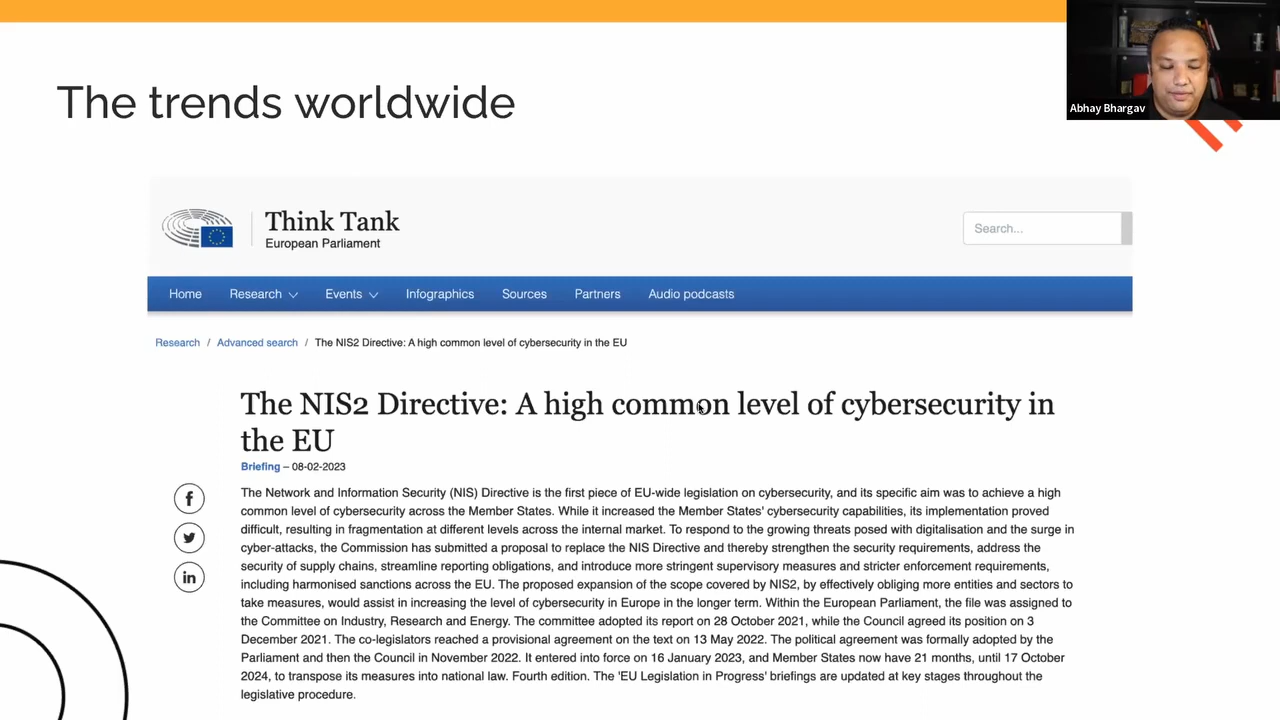 The trends worldwide
Abhay Bhargav
Think Tank
European Parliament
Search...
Home Research Events Infographics Sources Partners Audio podcasts
Research / Advanced search / The NIS2 Directive: A high common level of cybersecurity in the EU
The NIS2 Directive: A high common level of cybersecurity in
the EU
Briefing – 08-02-2023
The Network and Information Security (NIS) Directive is the first piece of EU-wide legislation on cybersecurity, and its specific aim was to achieve a high
common level of cybersecurity across the Member States. While it increased the Member States' cybersecurity capabilities, its implementation proved
difficult, resulting in fragmentation at different levels across the internal market. To respond to the growing threats posed with digitalisation and the surge in
cyber-attacks, the Commission has submitted a proposal to replace the NIS Directive and thereby strengthen the security requirements, address the
security of supply chains, streamline reporting obligations, and introduce more stringent supervisory measures and stricter enforcement requirements,
including harmonised sanctions across the EU. The proposed expansion of the scope covered by NIS2, by effectively obliging more entities and sectors to
take measures, would assist in increasing the level of cybersecurity in Europe in the longer term. Within the European Parliament, the file was assigned to
the Committee on Industry, Research and Energy. The committee adopted its report on 28 October 2021, while the Council agreed its position on 3
December 2021. The co-legislators reached a provisional agreement on the text on 13 May 2022. The political agreement was formally adopted by the
Parliament and then the Council in November 2022. It entered into force on 16 January 2023, and Member States now have 21 months, until 17 October
2024, to transpose its measures into national law. Fourth edition. The 'EU Legislation in Progress' briefings are updated at key stages throughout the
legislative procedure.